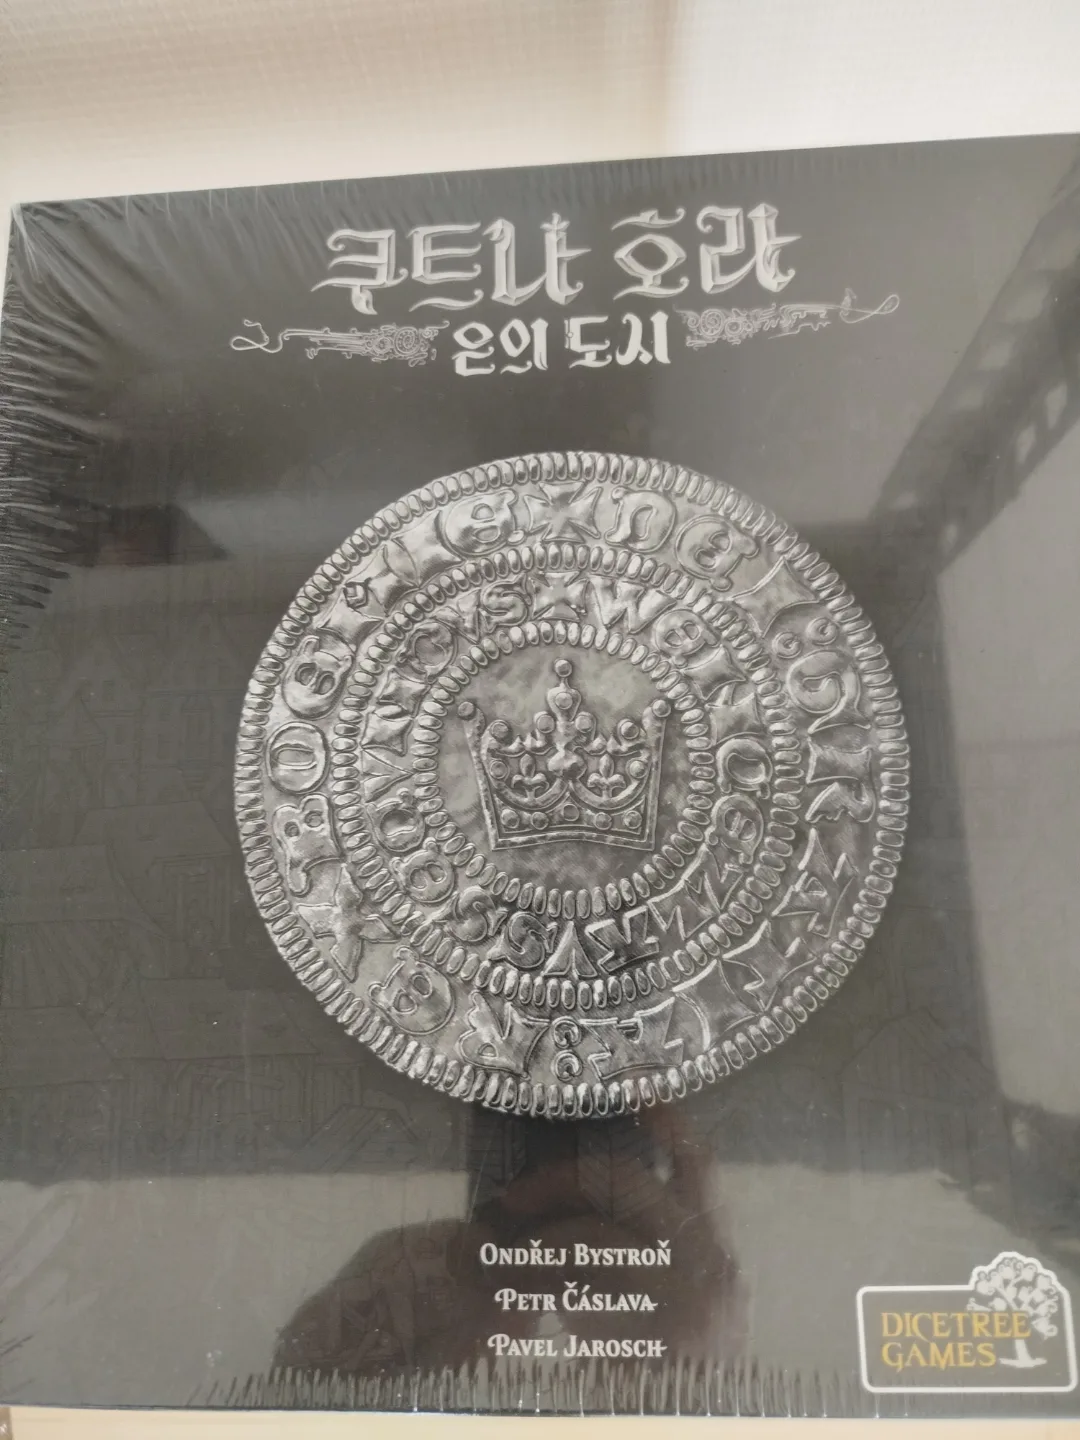 쿠트나 호라
은의 도시
ONDŘEJ BYSTROŇ
PETR ČÁSLAVA
PAVEL JAROSCH
DICETREE
GAMES